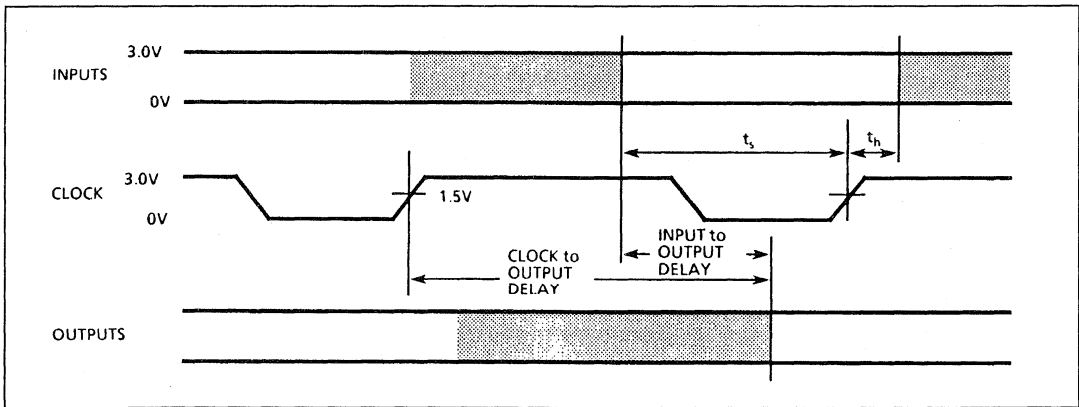 3.0V
INPUTS
0V
t_s
t_h
3.0V
CLOCK
1.5V
0V
INPUT to
OUTPUT
DELAY
CLOCK to
OUTPUT
DELAY
OUTPUTS